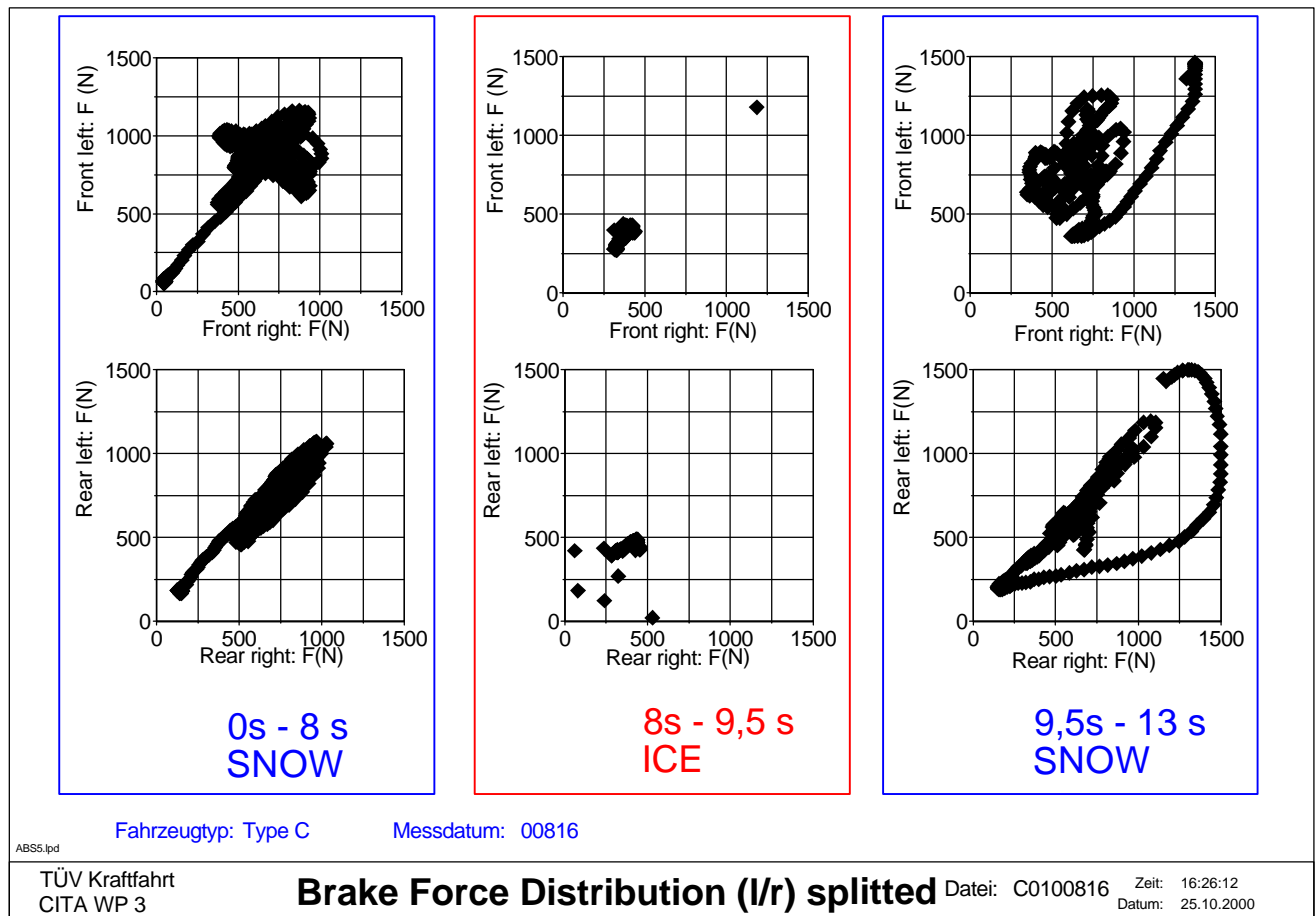 1500
1000
500
0
Front left: F (N)
0 500 1000 1500
Front right: F(N)
1500
1000
500
0
Rear left: F(N)
0 500 1000 1500
Rear right: F(N)
0s - 8 s
SNOW
1500
1000
500
0
Front left: F (N)
0 500 1000 1500
Front right: F(N)
1500
1000
500
0
Rear left: F(N)
0 500 1000 1500
Rear right: F(N)
8s - 9,5 s
ICE
1500
1000
500
0
Front left: F (N)
0 500 1000 1500
Front right: F(N)
1500
1000
500
0
Rear left: F(N)
0 500 1000 1500
Rear right: F(N)
9,5s - 13 s
SNOW
Fahrzeugtyp: Type C Messdatum: 00816
ABS5.lpd
TÜV Kraftfahrt
CITA WP 3
Brake Force Distribution (l/r) splitted
Datei: C0100816
Zeit: 16:26:12
Datum: 25.10.2000